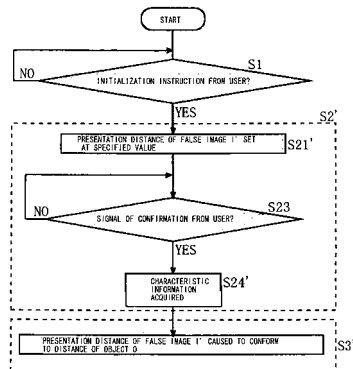 START
S1
NO
INITIALIZATION INSTRUCTION FROM USER?
YES
S2'
PRESENTATION DISTANCE OF FALSE IMAGE I' SET
AT SPECIFIED VALUE
S21'
S23
NO
SIGNAL OF CONFIRMATION FROM USER?
YES
CHARACTERISTIC
INFORMATION
ACQUIRED
S24'
PRESENTATION DISTANCE OF FALSE IMAGE I' CAUSED TO CONFORM
TO DISTANCE OF OBJECT O
S3'